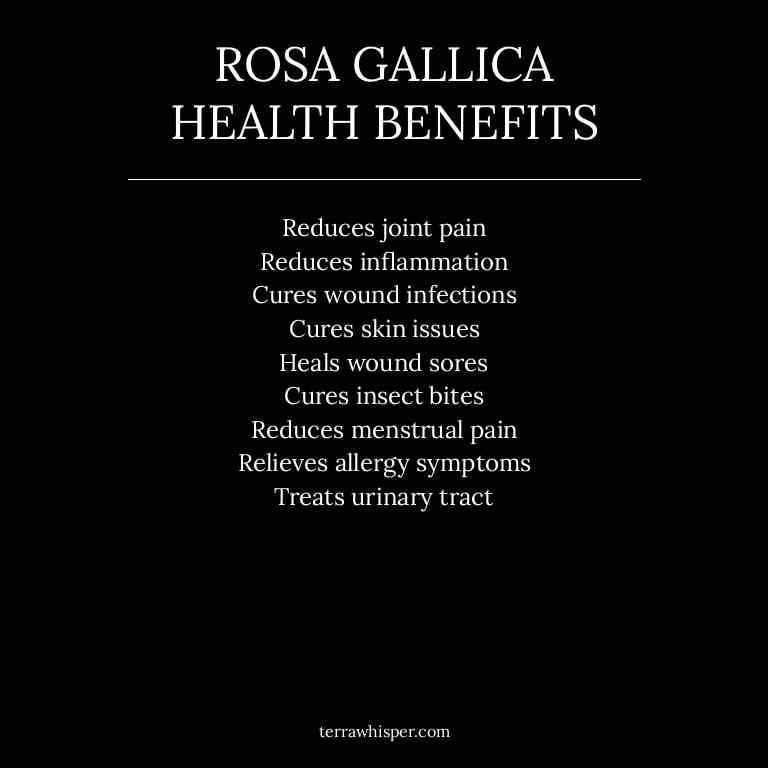 ROSA GALLICA
HEALTH BENEFITS
Reduces joint pain
Reduces inflammation
Cures wound infections
Cures skin issues
Heals wound sores
Cures insect bites
Reduces menstrual pain
Relieves allergy symptoms
Treats urinary tract
terrawhisper.com